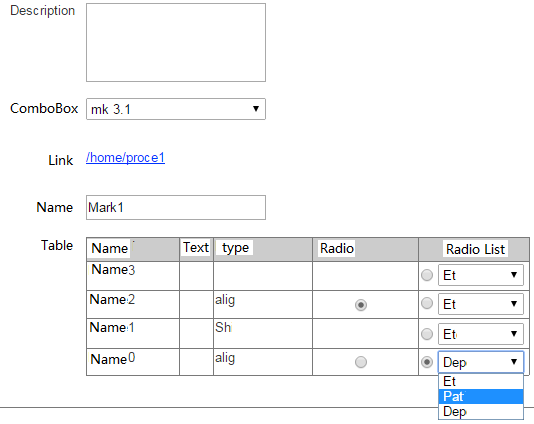 Description
ComboBox mk 3.1
Link /home/proce1
Name Mark1
Table Name Text type Radio Radio List
Name3 Et
Name2 alig Et
Name1 Sh Et
Name0 alig Dep
Et
Pat
Dep